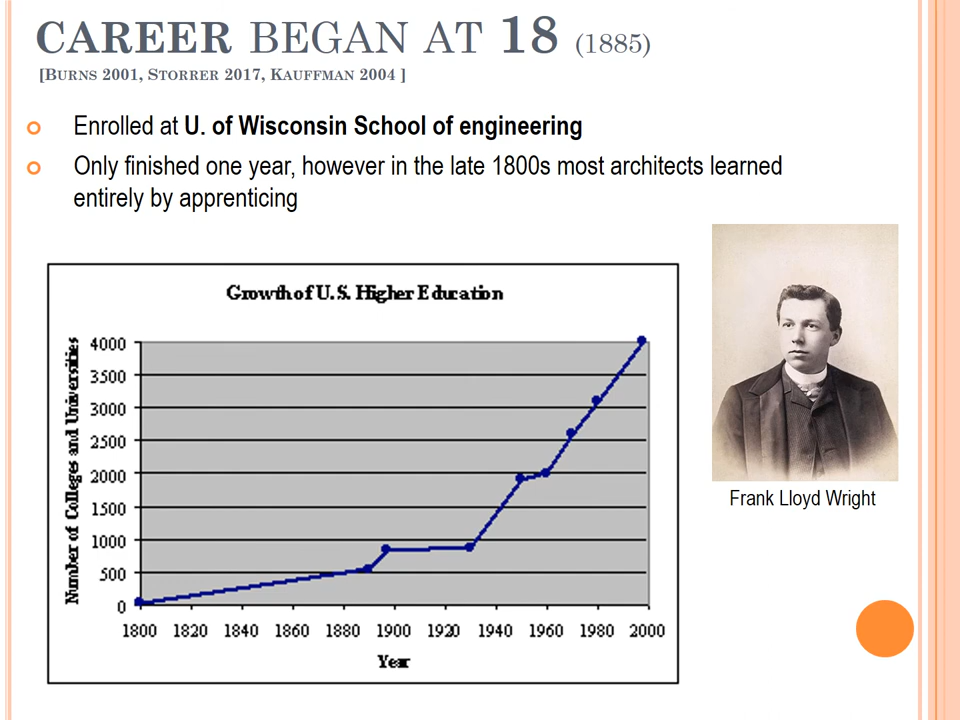 CAREER BEGAN AT 18 (1885)
[BURNS 2001, STORRER 2017, KAUFFMAN 2004 ]
Enrolled at U. of Wisconsin School of engineering
Only finished one year, however in the late 1800s most architects learned
entirely by apprenticing
Growth of U.S. Higher Education
Number of Colleges and Universities
4000
3500
3000
2500
2000
1500
1000
500
0
1800 1820 1840 1860 1880 1900 1920 1940 1960 1980 2000
Year
Frank Lloyd Wright